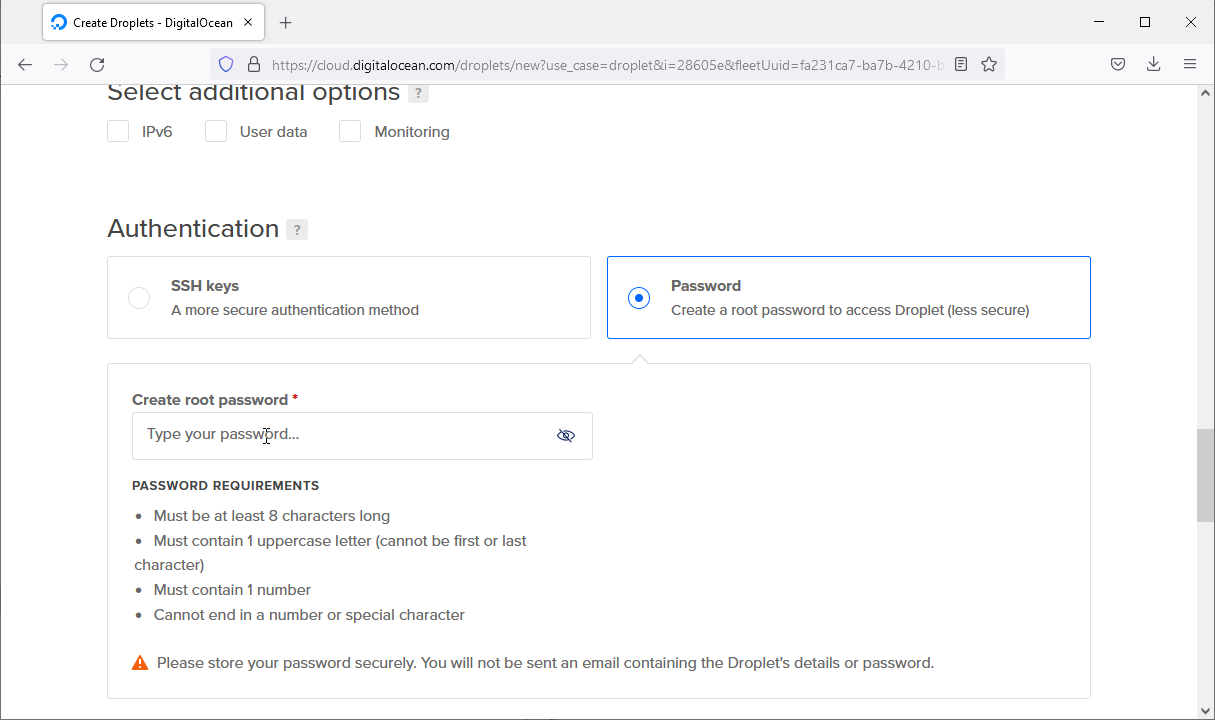 Create Droplets - DigitalOcean
https://cloud.digitalocean.com/droplets/new?use_case=droplet&i=28605e&fleetUuid=fa231ca7-ba7b-4210-b
Select additional options ?
IPv6 User data Monitoring
Authentication ?
SSH keys
A more secure authentication method
Password
Create a root password to access Droplet (less secure)
Create root password *
Type your password...
PASSWORD REQUIREMENTS
• Must be at least 8 characters long
• Must contain 1 uppercase letter (cannot be first or last
character)
• Must contain 1 number
• Cannot end in a number or special character
Please store your password securely. You will not be sent an email containing the Droplet's details or password.